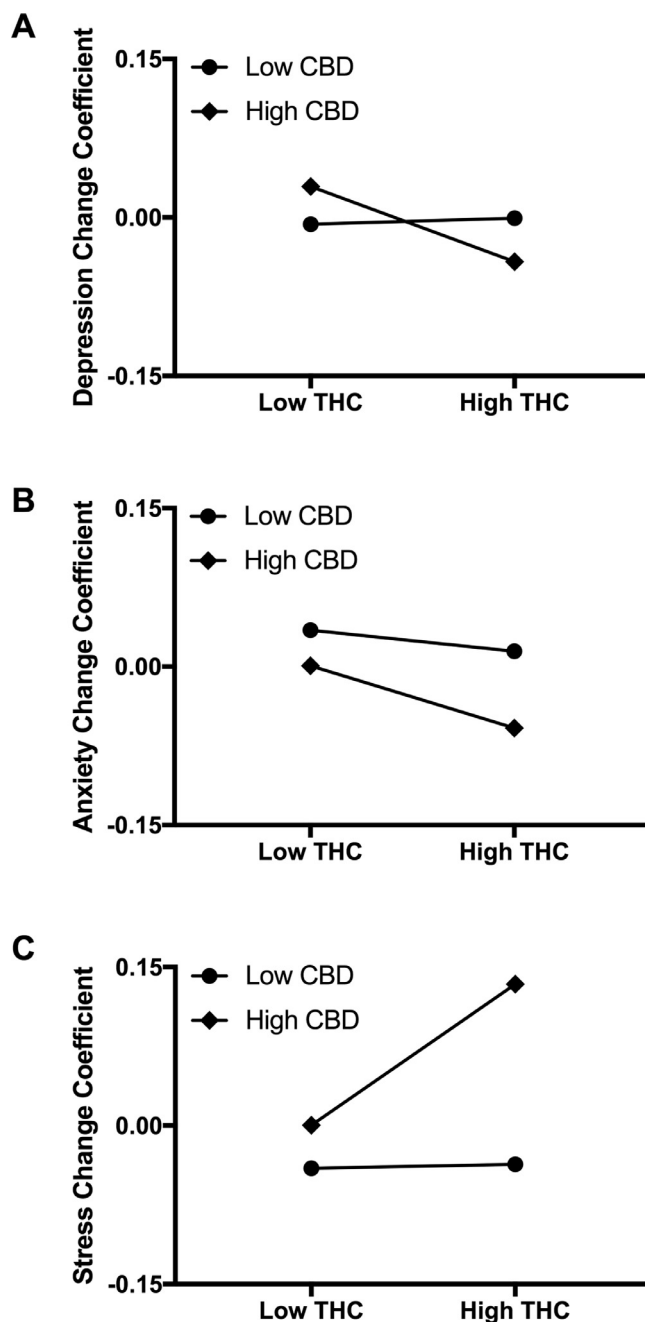 A
Depression Change Coefficient
0.15
0.00
-0.15
Low CBD
High CBD
Low THC High THC
B
Anxiety Change Coefficient
0.15
0.00
-0.15
Low CBD
High CBD
Low THC High THC
C
Stress Change Coefficient
0.15
0.00
-0.15
Low CBD
High CBD
Low THC High THC